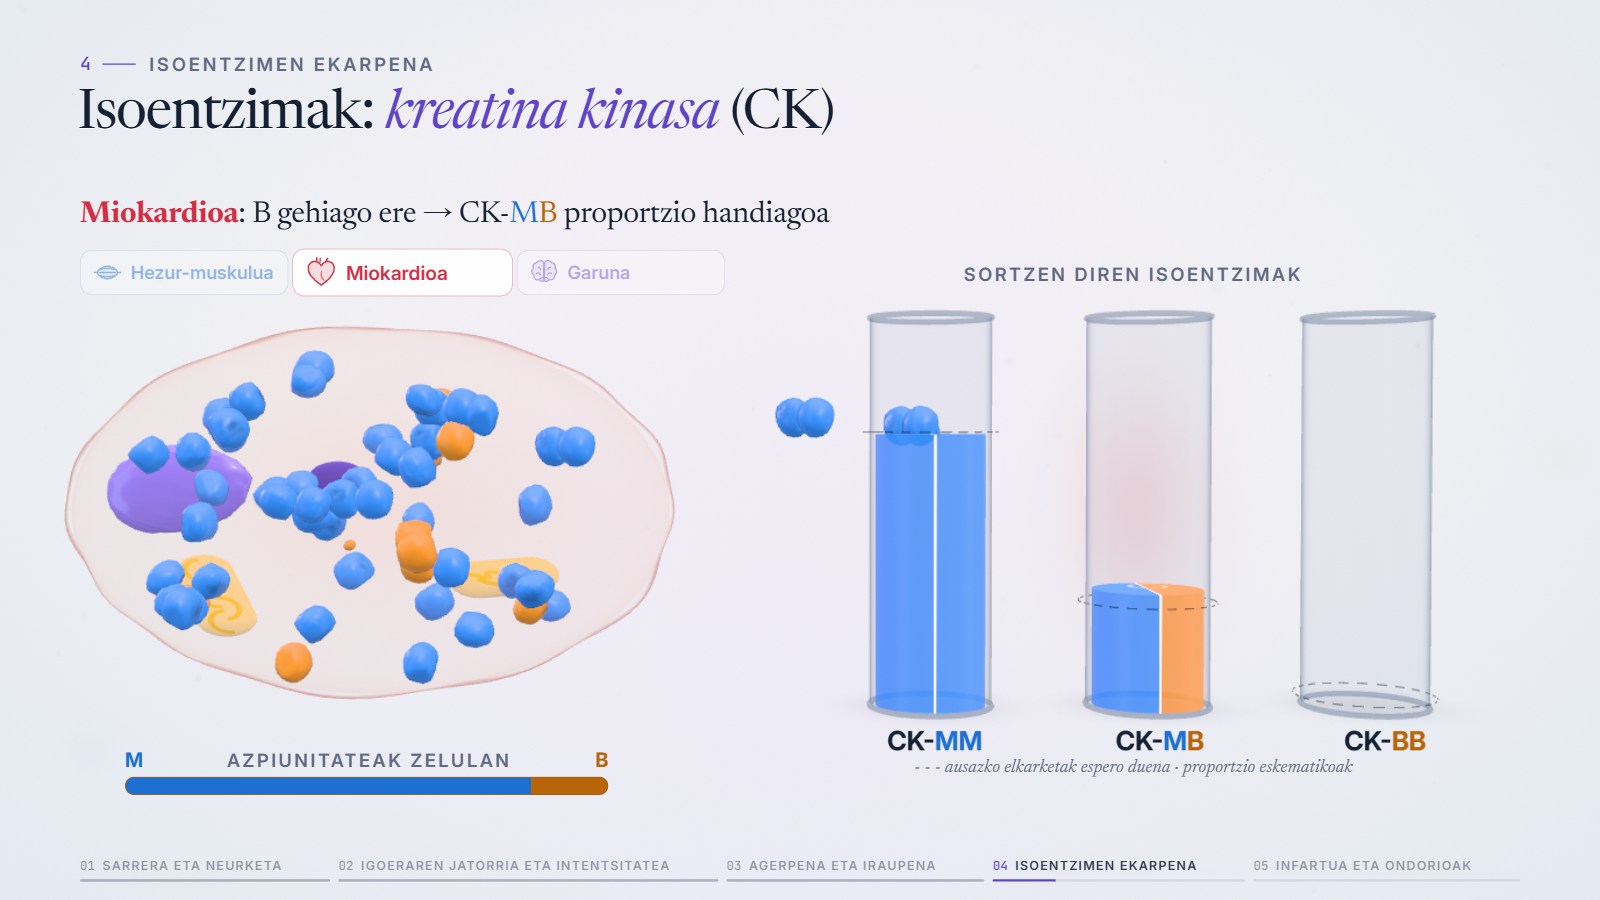 4 — ISOENTZIMEN EKARPENA
Isoentzimak: kreatina kinasa (CK)
Miokardioa: B gehiago ere → CK-MB proportzio handiagoa
Hezur-muskulua Miokardioa Garuna
SORTZEN DIREN ISOENTZIMAK
CK-MM CK-MB CK-BB
- - - ausazko elkarketak espero duena · proportzio eskematikoak
M AZPIUNITATEAK ZELULAN B
01 SARRERA ETA NEURKETA 02 IGOERAREN JATORRIA ETA INTENTSITATEA 03 AGERPENA ETA IRAUPENA 04 ISOENTZIMEN EKARPENA 05 INFARTUA ETA ONDORIOAK